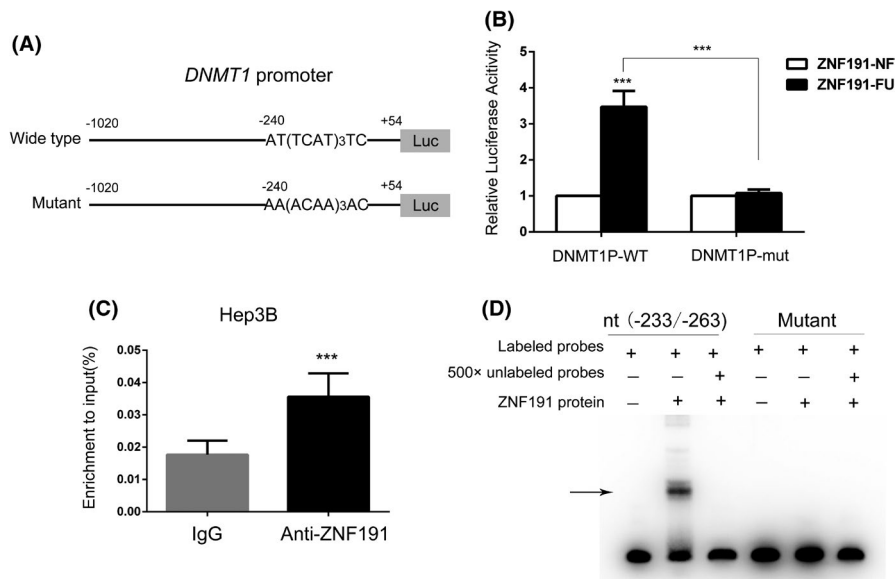 (A)
DNMT1 promoter
-1020 -240 +54
Wide type AT(TCAT)₃TC Luc
-1020 -240 +54
Mutant AA(ACAA)₃AC Luc
(B)
Relative Luciferase Acitivity
5
4
3
2
1
0
***
***
ZNF191-NF
ZNF191-FU
DNMT1P-WT DNMT1P-mut
(C)
Hep3B
Enrichment to input(%)
0.05
0.04
0.03
0.02
0.01
0.00
***
IgG Anti-ZNF191
(D)
nt (-233/-263) Mutant
Labeled probes + + + + + +
500× unlabeled probes – – + – – +
ZNF191 protein – + + – + +